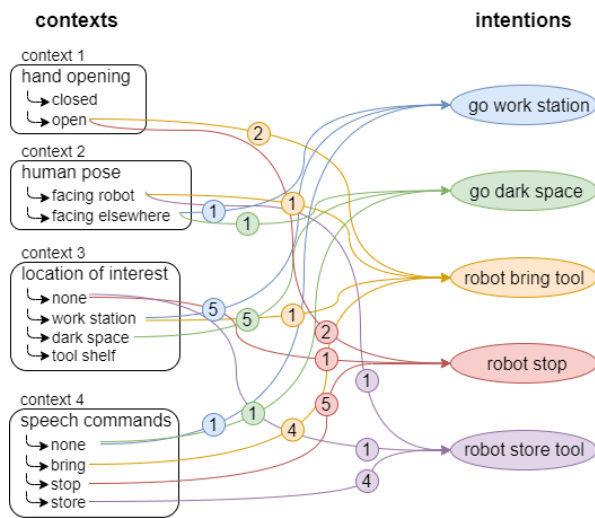 contexts
intentions
context 1
hand opening
closed
open
2
context 2
human pose
facing robot
facing elsewhere
1
1
1
context 3
location of interest
none
work station
dark space
tool shelf
5
5
1
2
1
1
context 4
speech commands
none
bring
stop
store
1
1
4
5
1
4
go work station
go dark space
robot bring tool
robot stop
robot store tool